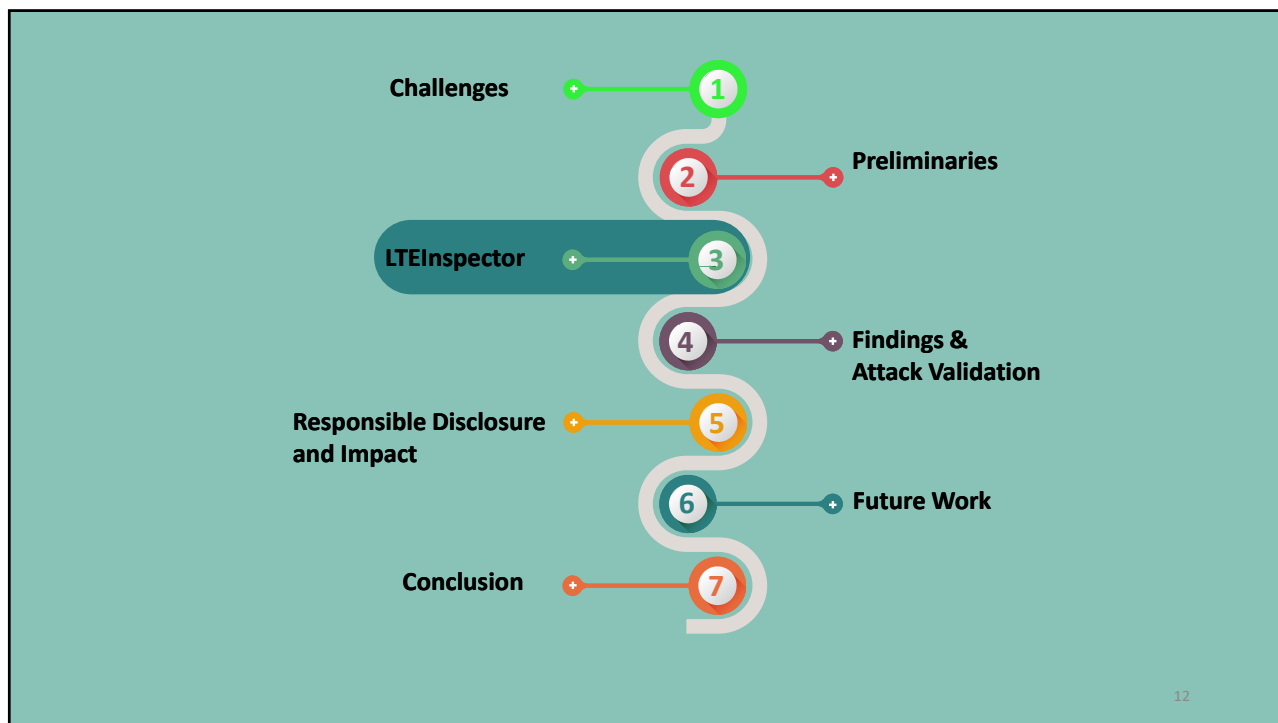 Challenges
1
2
Preliminaries
LTEInspector
3
4
Findings &
Attack Validation
Responsible Disclosure
and Impact
5
6
Future Work
Conclusion
7
12